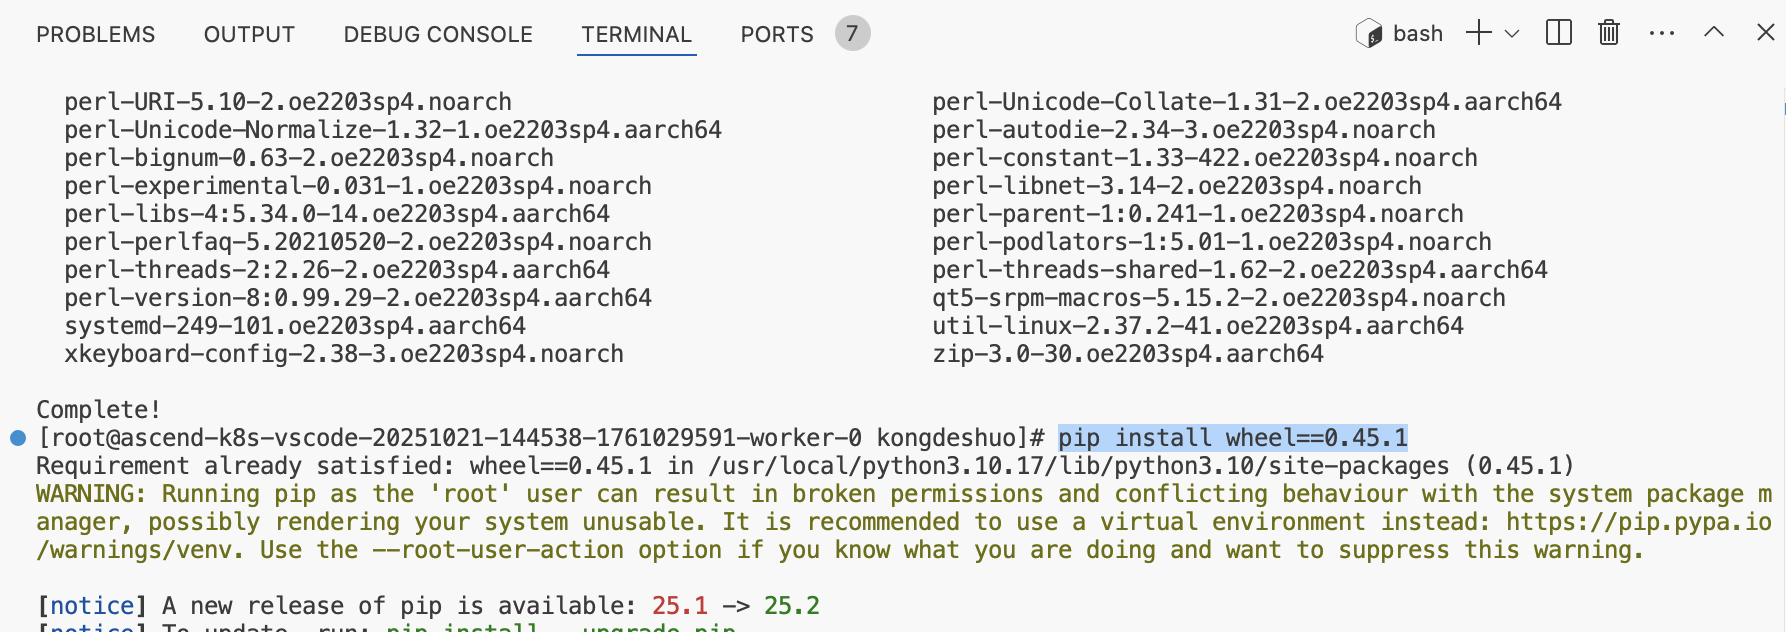 PROBLEMS OUTPUT DEBUG CONSOLE TERMINAL PORTS 7 bash
perl-URI-5.10-2.oe2203sp4.noarch perl-Unicode-Collate-1.31-2.oe2203sp4.aarch64
perl-Unicode-Normalize-1.32-1.oe2203sp4.aarch64 perl-autodie-2.34-3.oe2203sp4.noarch
perl-bignum-0.63-2.oe2203sp4.noarch perl-constant-1.33-422.oe2203sp4.noarch
perl-experimental-0.031-1.oe2203sp4.noarch perl-libnet-3.14-2.oe2203sp4.noarch
perl-libs-4:5.34.0-14.oe2203sp4.aarch64 perl-parent-1:0.241-1.oe2203sp4.noarch
perl-perlfaq-5.20210520-2.oe2203sp4.noarch perl-podlators-1:5.01-1.oe2203sp4.noarch
perl-threads-2:2.26-2.oe2203sp4.aarch64 perl-threads-shared-1.62-2.oe2203sp4.aarch64
perl-version-8:0.99.29-2.oe2203sp4.aarch64 qt5-srpm-macros-5.15.2-2.oe2203sp4.noarch
systemd-249-101.oe2203sp4.aarch64 util-linux-2.37.2-41.oe2203sp4.aarch64
xkeyboard-config-2.38-3.oe2203sp4.noarch zip-3.0-30.oe2203sp4.aarch64
Complete!
[root@ascend-k8s-vscode-20251021-144538-1761029591-worker-0 kongdeshuo]# pip install wheel==0.45.1
Requirement already satisfied: wheel==0.45.1 in /usr/local/python3.10.17/lib/python3.10/site-packages (0.45.1)
WARNING: Running pip as the 'root' user can result in broken permissions and conflicting behaviour with the system package m
anager, possibly rendering your system unusable. It is recommended to use a virtual environment instead: https://pip.pypa.io
/warnings/venv. Use the --root-user-action option if you know what you are doing and want to suppress this warning.
[notice] A new release of pip is available: 25.1 -> 25.2
[notice] To update, run: pip install --upgrade pip